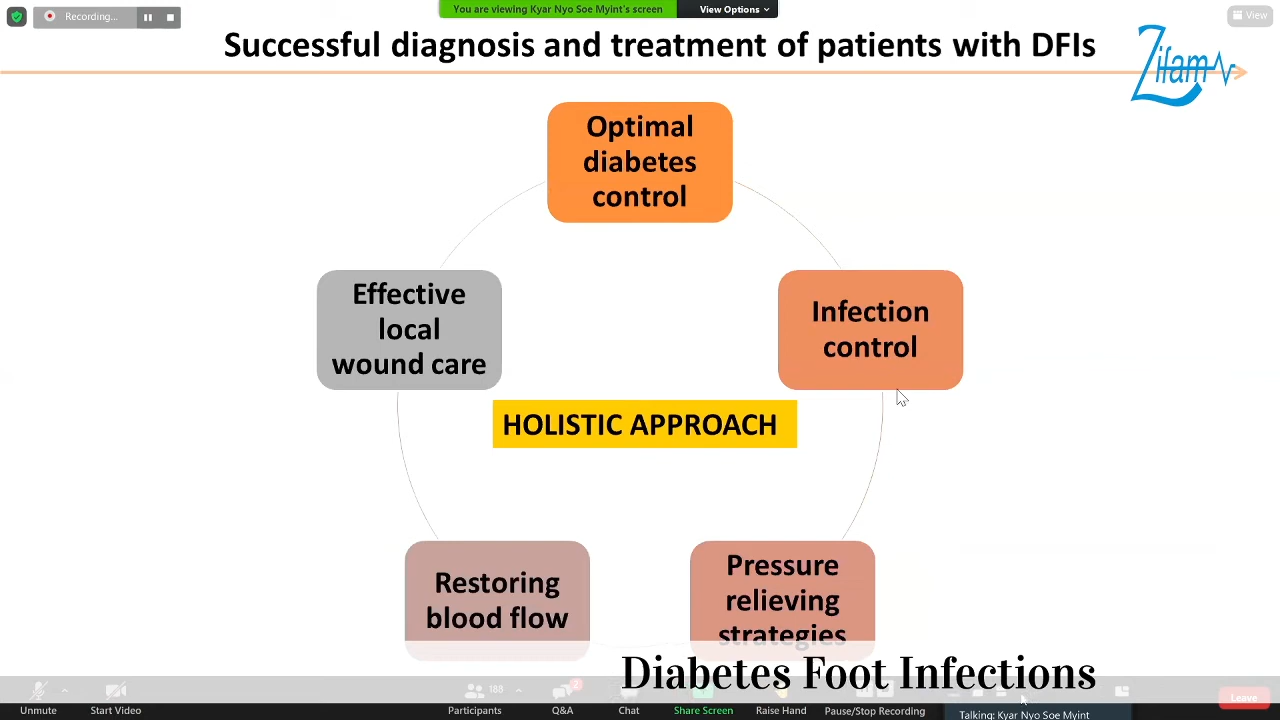 Recording...
You are viewing Kyar Nyo Soe Myint's screen
View Options
View
Successful diagnosis and treatment of patients with DFIs
Zifam
Optimal
diabetes
control
Effective
local
wound care
Infection
control
HOLISTIC APPROACH
Restoring
blood flow
Pressure
relieving
strategies
Diabetes Foot Infections
188
2
Leave
Unmute
Start Video
Participants
Q&A
Chat
Share Screen
Raise Hand
Pause/Stop Recording
Talking: Kyar Nyo Soe Myint